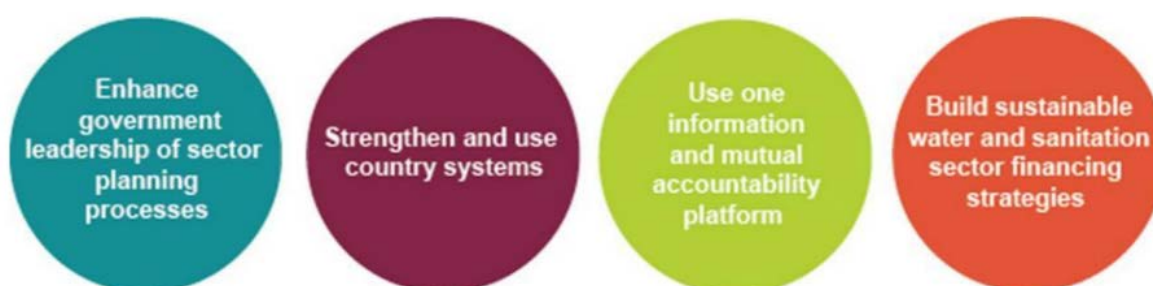 Enhance
government
leadership of sector
planning
processes
Strengthen and use
country systems
Use one
information
and mutual
accountability
platform
Build sustainable
water and sanitation
sector financing
strategies